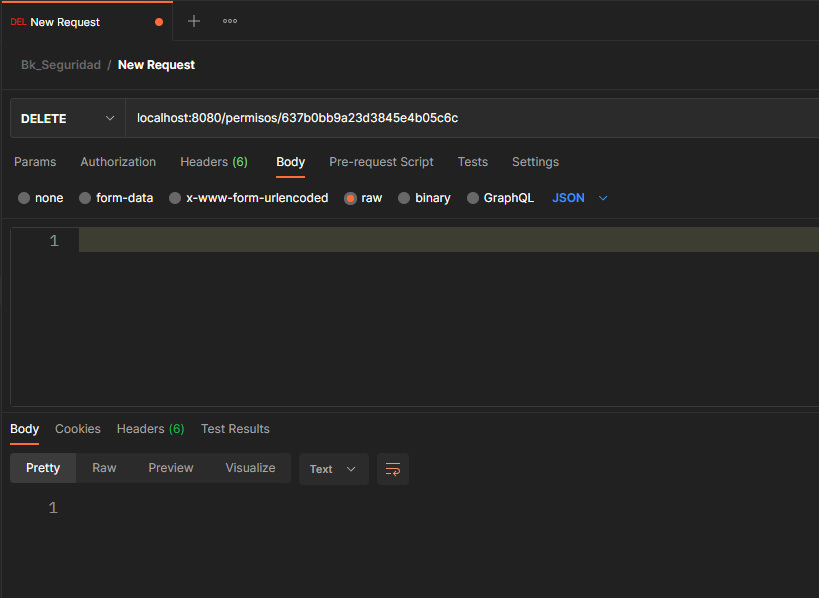 DEL New Request
Bk_Seguridad / New Request
DELETE localhost:8080/permisos/637b0bb9a23d3845e4b05c6c
Params Authorization Headers (6) Body Pre-request Script Tests Settings
none form-data x-www-form-urlencoded raw binary GraphQL JSON
1
Body Cookies Headers (6) Test Results
Pretty Raw Preview Visualize Text
1